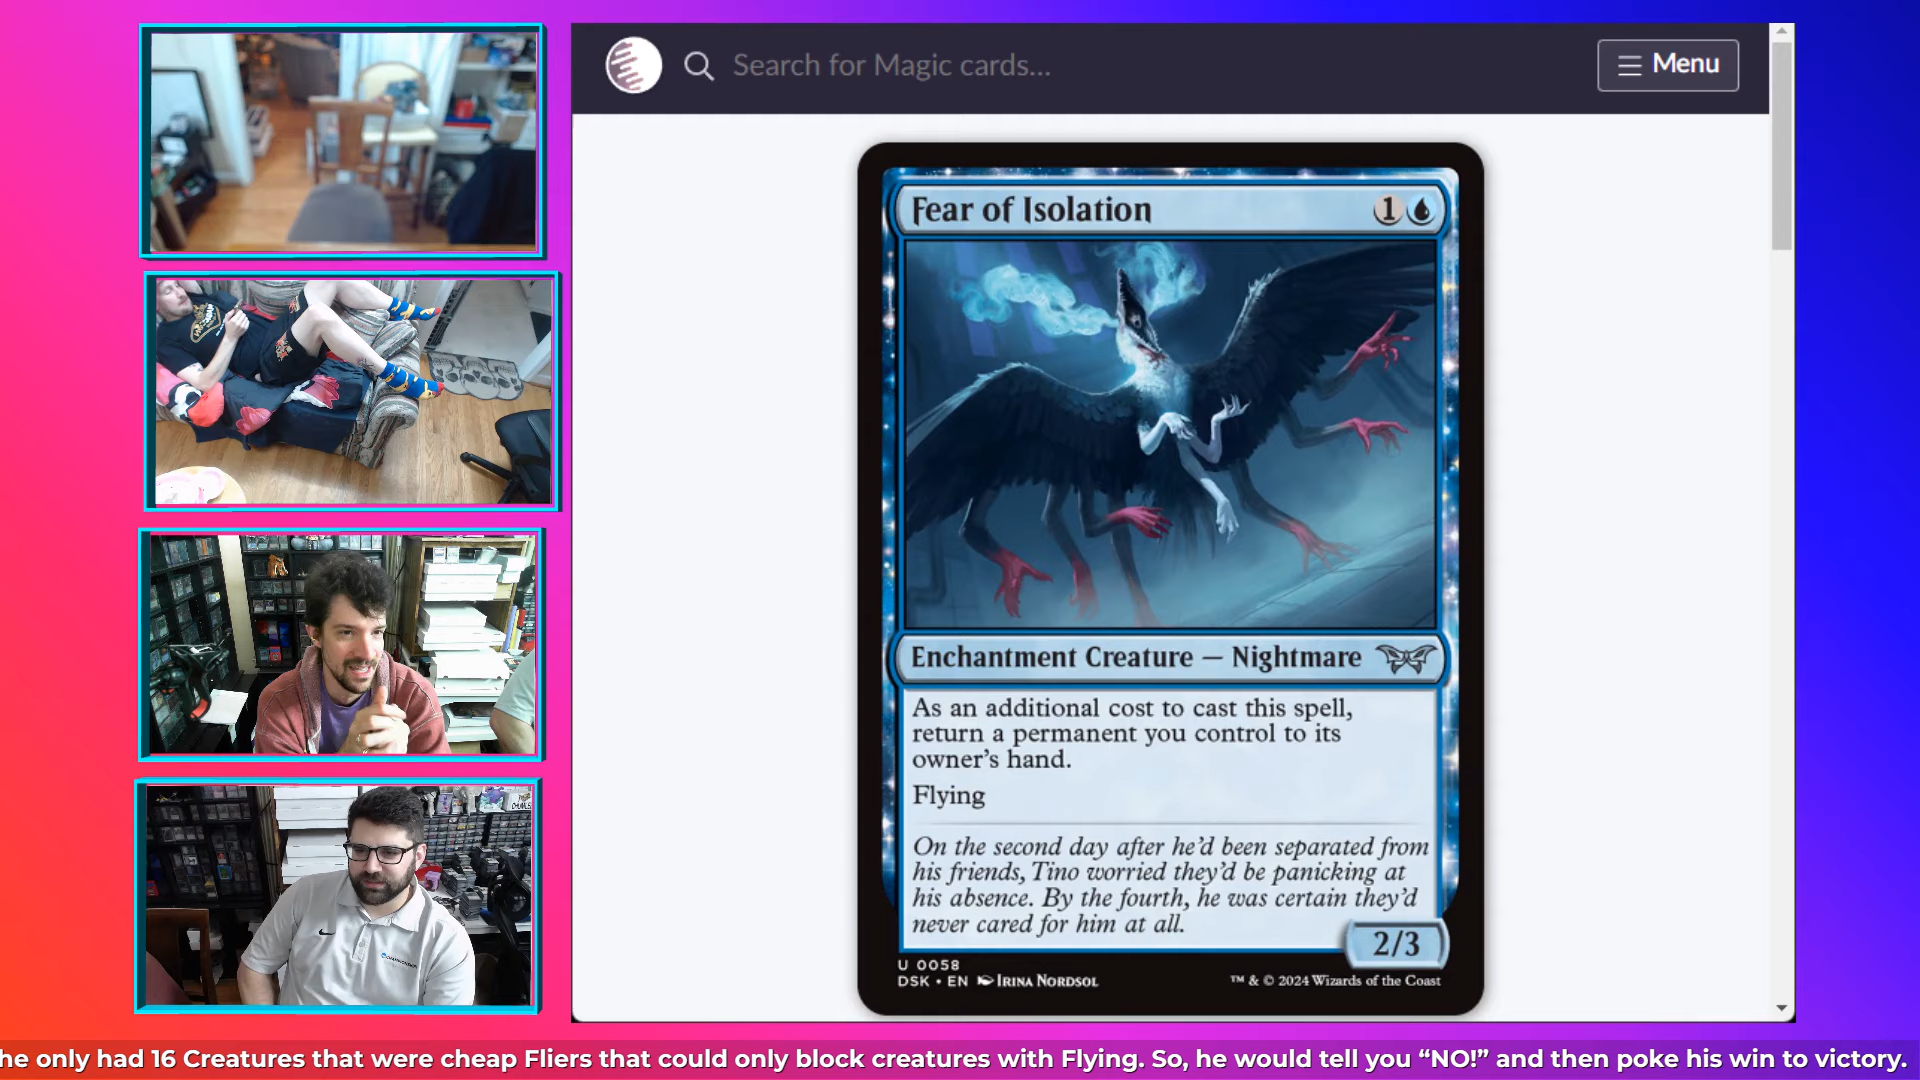 Search for Magic cards...
Menu
Fear of Isolation
1
Enchantment Creature — Nightmare
As an additional cost to cast this spell,
return a permanent you control to its
owner's hand.
Flying
On the second day after he'd been separated from
his friends, Tino worried they'd be panicking at
his absence. By the fourth, he was certain they'd
never cared for him at all.
2/3
U 0058
DSK • EN IRINA NORDSOL
™ & © 2024 Wizards of the Coast
he only had 16 Creatures that were cheap Fliers that could only block creatures with Flying. So, he would tell you “NO!” and then poke his win to victory.